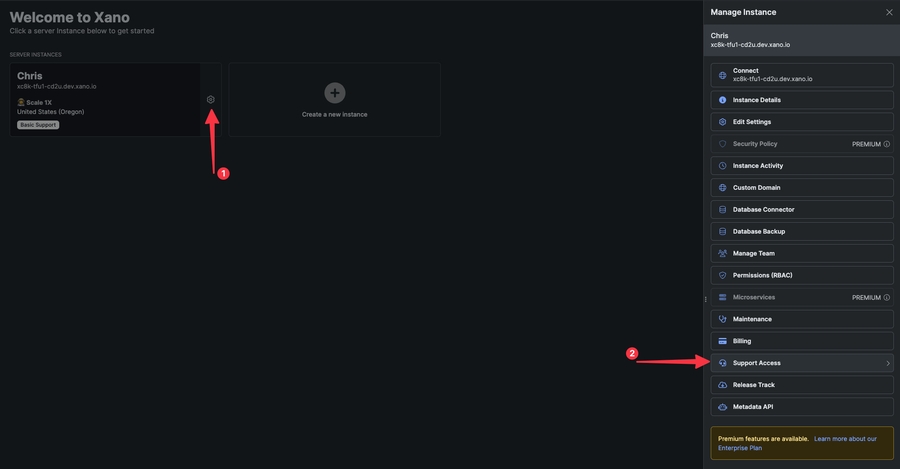 Welcome to Xano
Click a server instance below to get started
SERVER INSTANCES
Chris
xc8k-tfu1-cd2u.dev.xano.io
Scale 1X
United States (Oregon)
Basic Support
Create a new instance
1
2
Manage Instance
Chris
xc8k-tfu1-cd2u.dev.xano.io
Connect
xc8k-tfu1-cd2u.dev.xano.io
Instance Details
Edit Settings
Security Policy PREMIUM
Instance Activity
Custom Domain
Database Connector
Database Backup
Manage Team
Permissions (RBAC)
Microservices PREMIUM
Maintenance
Billing
Support Access
Release Track
Metadata API
Premium features are available. Learn more about our
Enterprise Plan